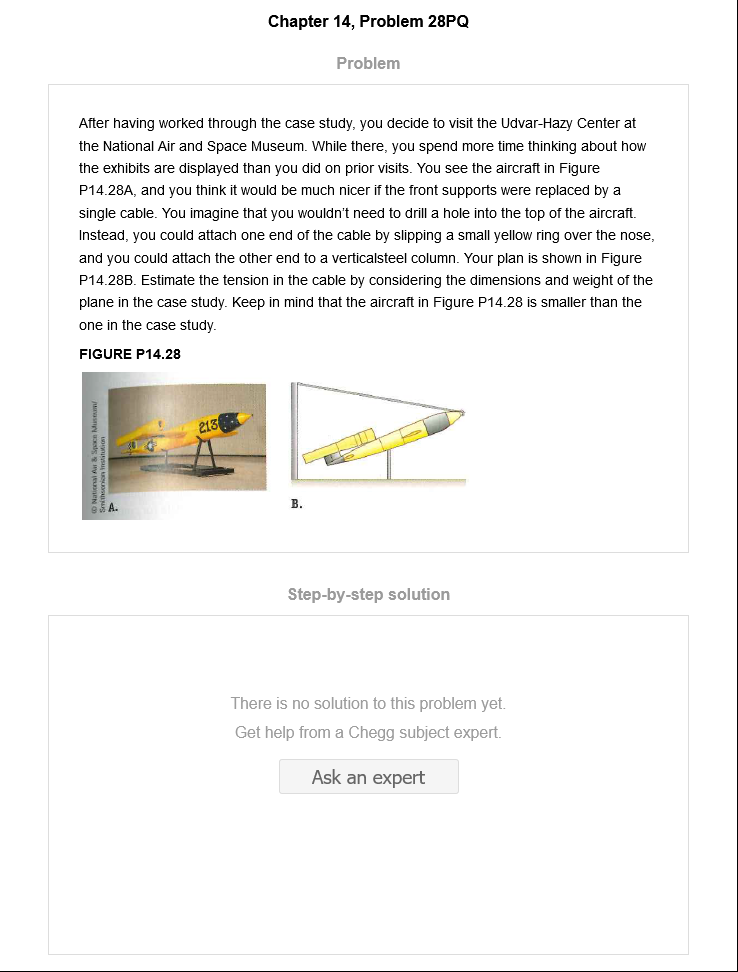 Chapter 14, Problem 28PQ
Problem
After having worked through the case study, you decide to visit the Udvar-Hazy Center at
the National Air and Space Museum. While there, you spend more time thinking about how
the exhibits are displayed than you did on prior visits. You see the aircraft in Figure
P14.28A, and you think it would be much nicer if the front supports were replaced by a
single cable. You imagine that you wouldn't need to drill a hole into the top of the aircraft.
Instead, you could attach one end of the cable by slipping a small yellow ring over the nose,
and you could attach the other end to a verticalsteel column. Your plan is shown in Figure
P14.28B. Estimate the tension in the cable by considering the dimensions and weight of the
plane in the case study. Keep in mind that the aircraft in Figure P14.28 is smaller than the
one in the case study.
FIGURE P14.28
© National Air & Space Museum/
Smithsonian Institution
213
A.
B.
Step-by-step solution
There is no solution to this problem yet.
Get help from a Chegg subject expert.
Ask an expert